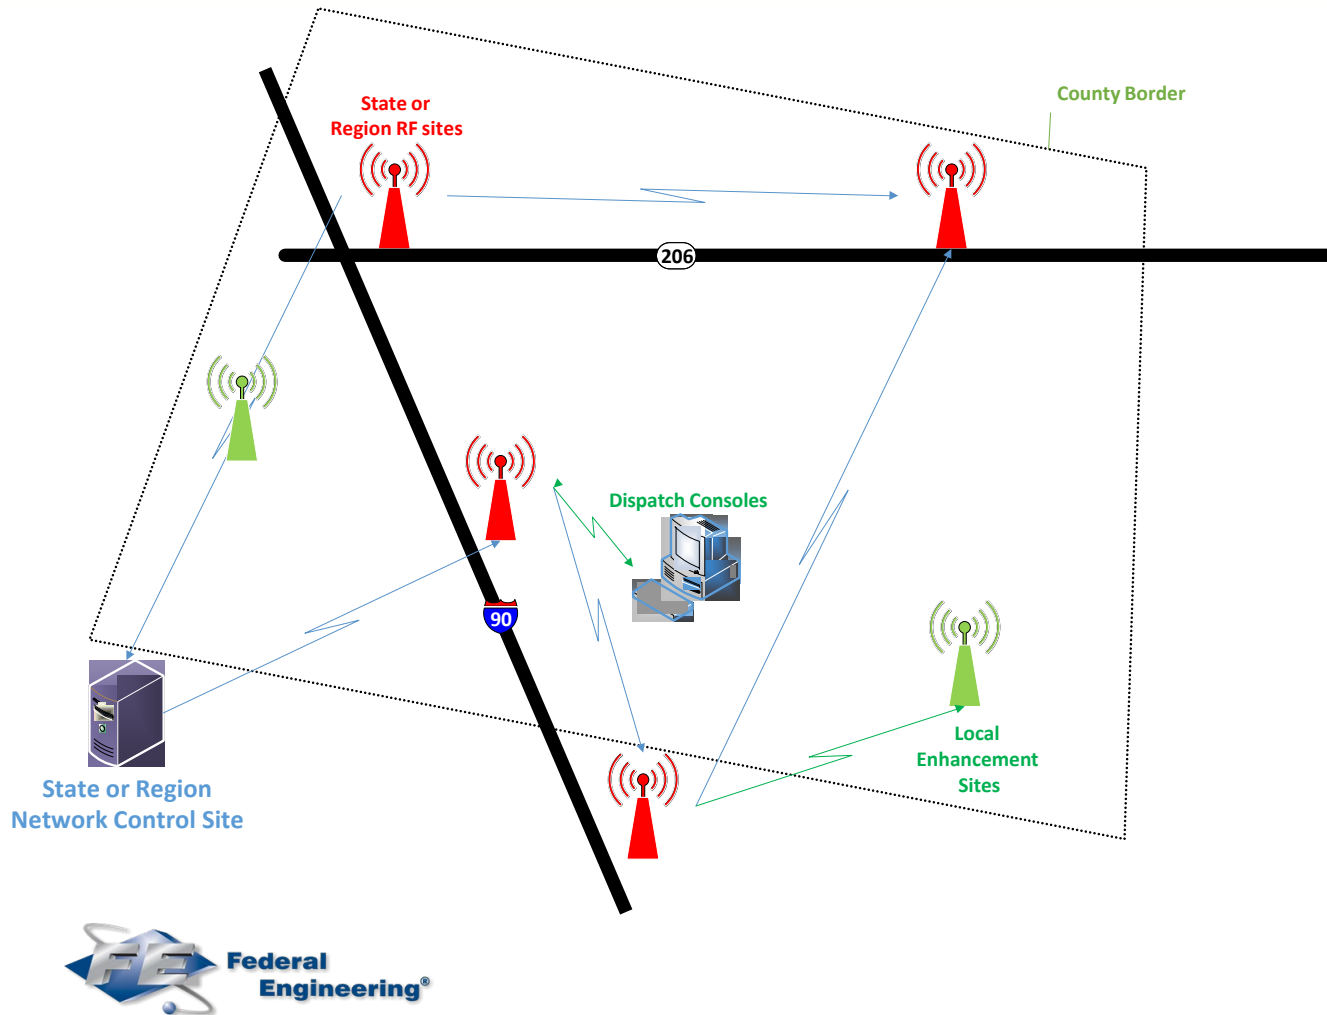 County Border
State or
Region RF sites
206
Dispatch Consoles
90
Local
Enhancement
Sites
State or Region
Network Control Site
FE
Federal
Engineering®